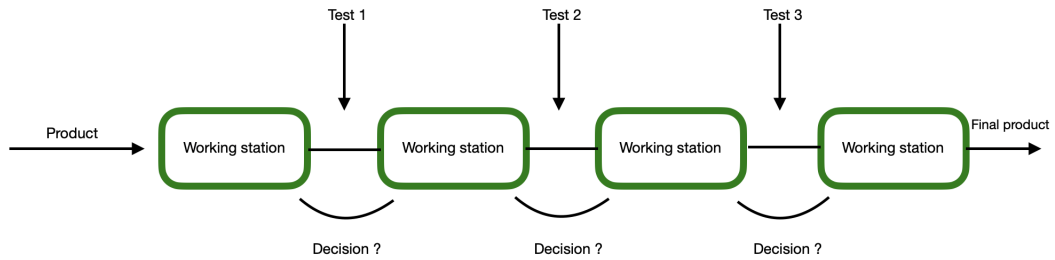 Test 1
Test 2
Test 3
Product
Working station
Working station
Working station
Working station
Final product
Decision ?
Decision ?
Decision ?